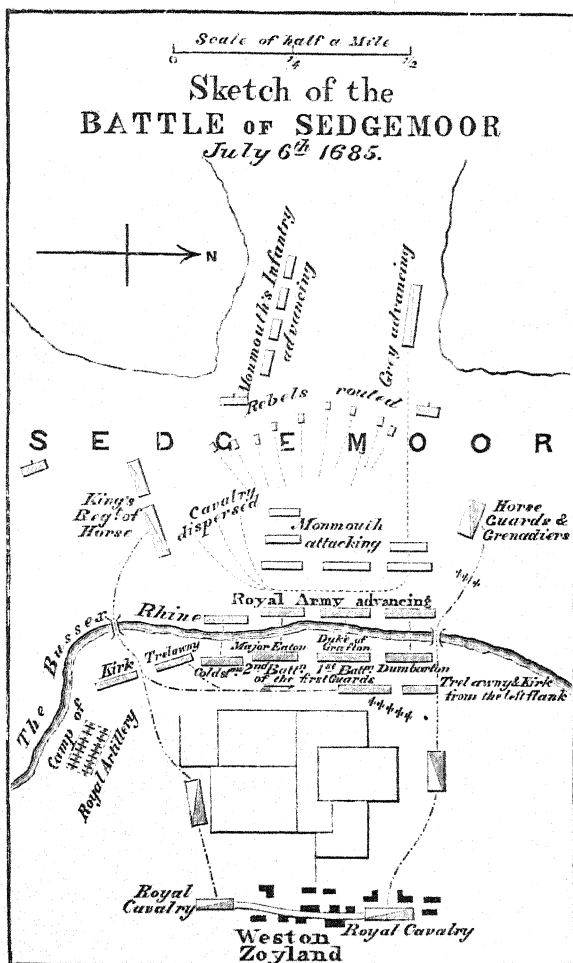 Scale of half a Mile
0 1/4 1/2
Sketch of the
BATTLE OF SEDGEMOOR
July 6th 1685.
N
Monmouth's Infantry
advancing
Grey advancing
Rebels routed
SEDGEMOOR
King's
Regt. of
Horse
Cavalry
dispersed
Monmouth
attacking
Horse
Guards &
Grenadiers
Royal Army advancing
The Bussex Rhine
Kirk
Trelawny
Major Eaton
Duke of
Grafton
Coldstms
2nd Battn
1st Battn
Dumbarton
of the first Guards
Trelawny & Kirk
from the left flank
Camp of
Royal Artillery
Royal
Cavalry
Royal Cavalry
Weston
Zoyland